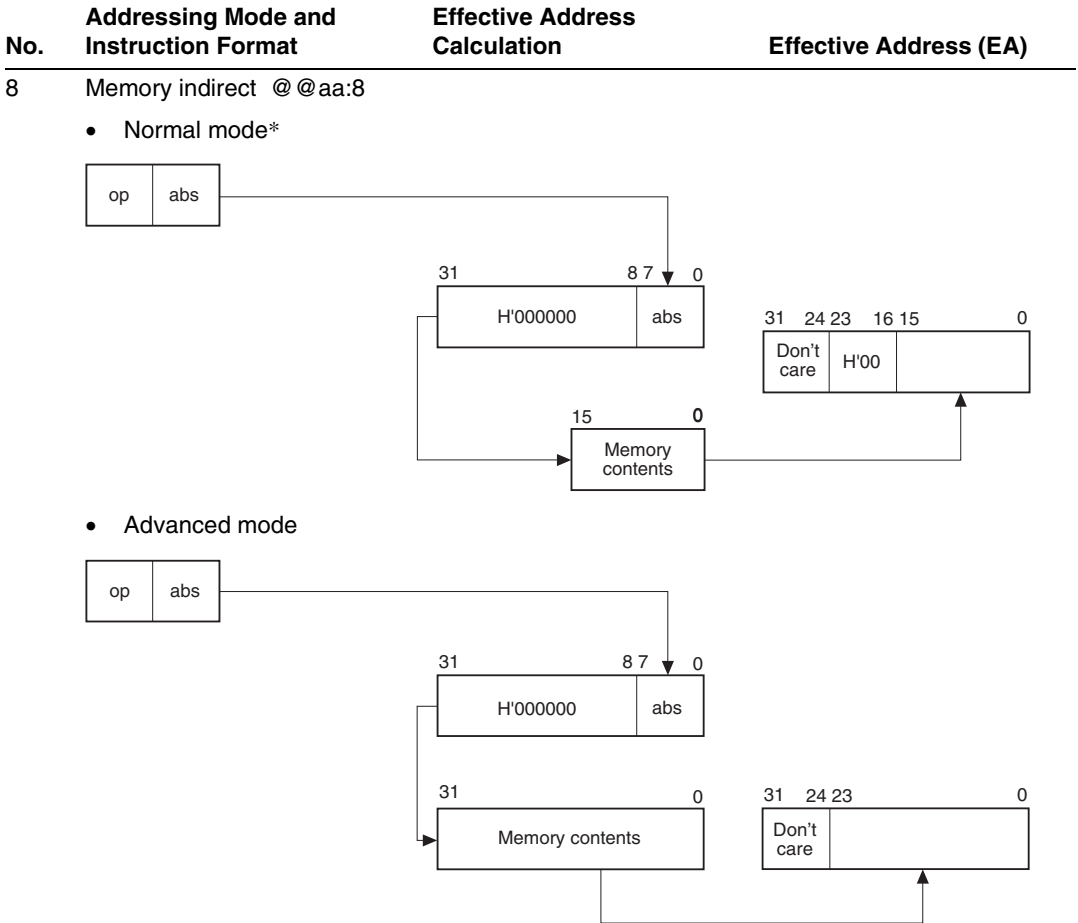 No. Addressing Mode and Instruction Format Effective Address Calculation Effective Address (EA)
8 Memory indirect @@aa:8
• Normal mode*
op abs
31 8 7 0
H'000000 abs
31 24 23 16 15 0
Don't care H'00
15 0
Memory contents
• Advanced mode
op abs
31 8 7 0
H'000000 abs
31 0
Memory contents
31 24 23 0
Don't care